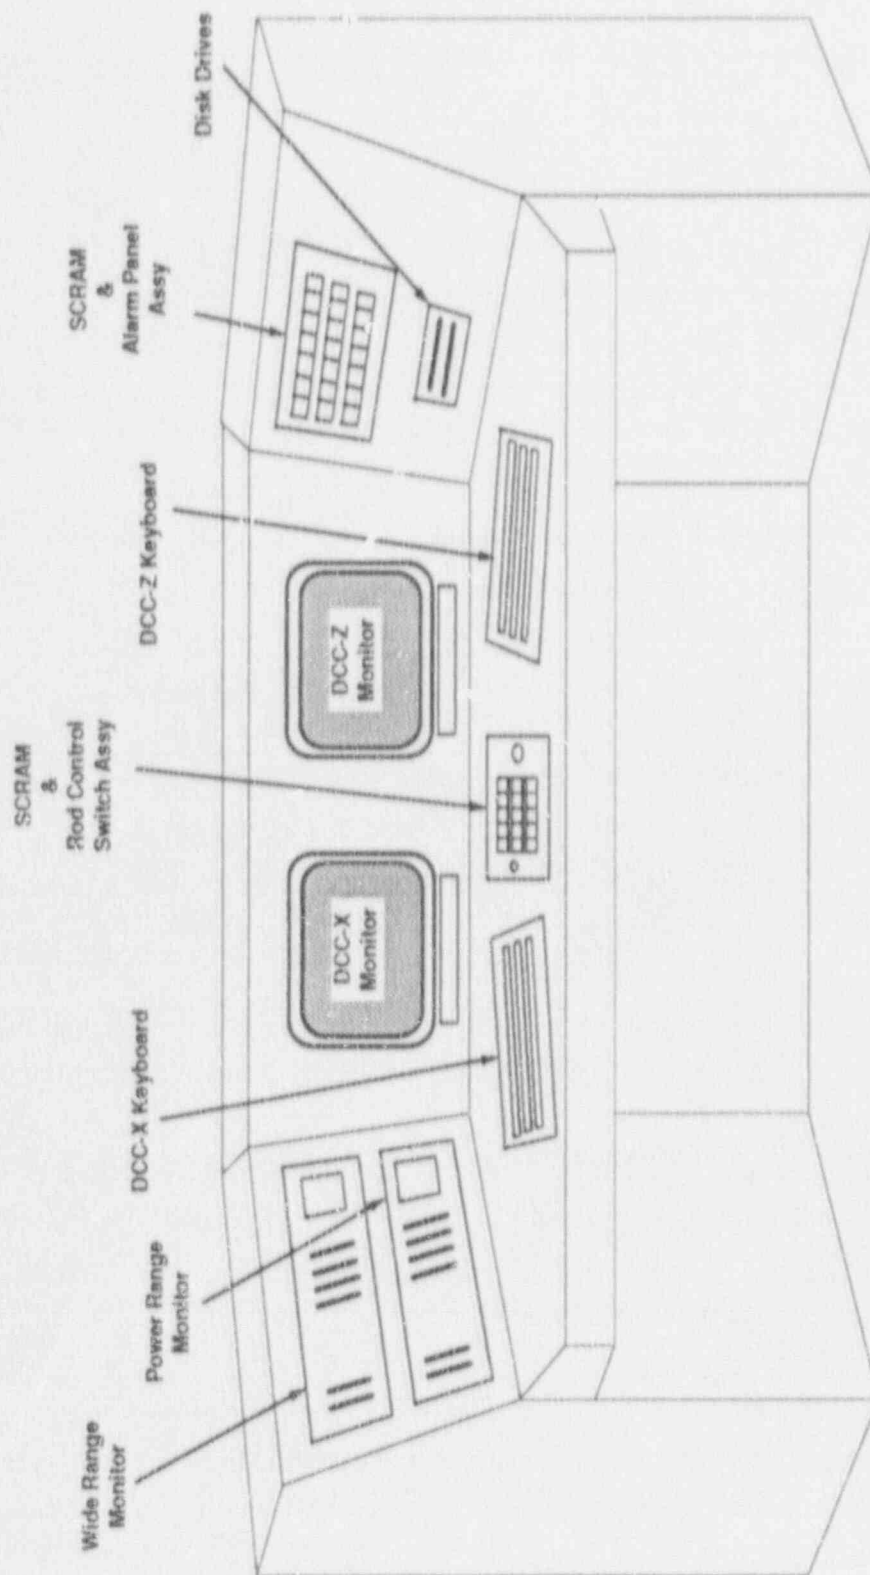 Wide Range
Monitor
Power Range
Monitor
DCC-X Keyboard
SCRAM
&
Rod Control
Switch Assy
DCC-Z Keyboard
SCRAM
&
Alarm Panel
Assy
Disk Drives
DCC-X
Monitor
DCC-Z
Monitor